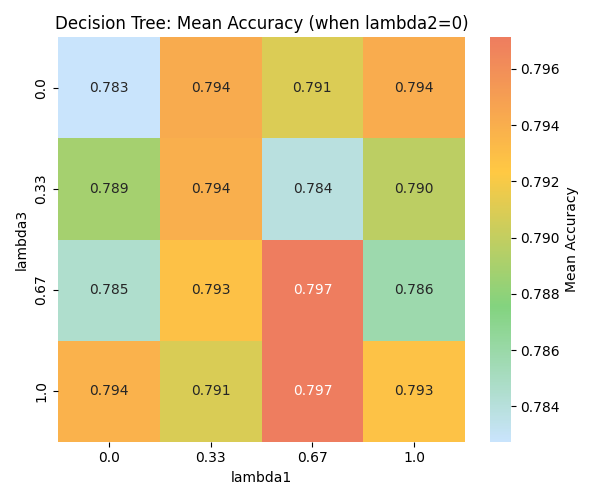 Decision Tree: Mean Accuracy (when lambda2=0)
0.0 0.783 0.794 0.791 0.794
0.33 0.789 0.794 0.784 0.790
0.67 0.785 0.793 0.797 0.786
1.0 0.794 0.791 0.797 0.793
0.0 0.33 0.67 1.0
lambda1
lambda3
0.796
0.794
0.792
0.790
0.788
0.786
0.784
Mean Accuracy